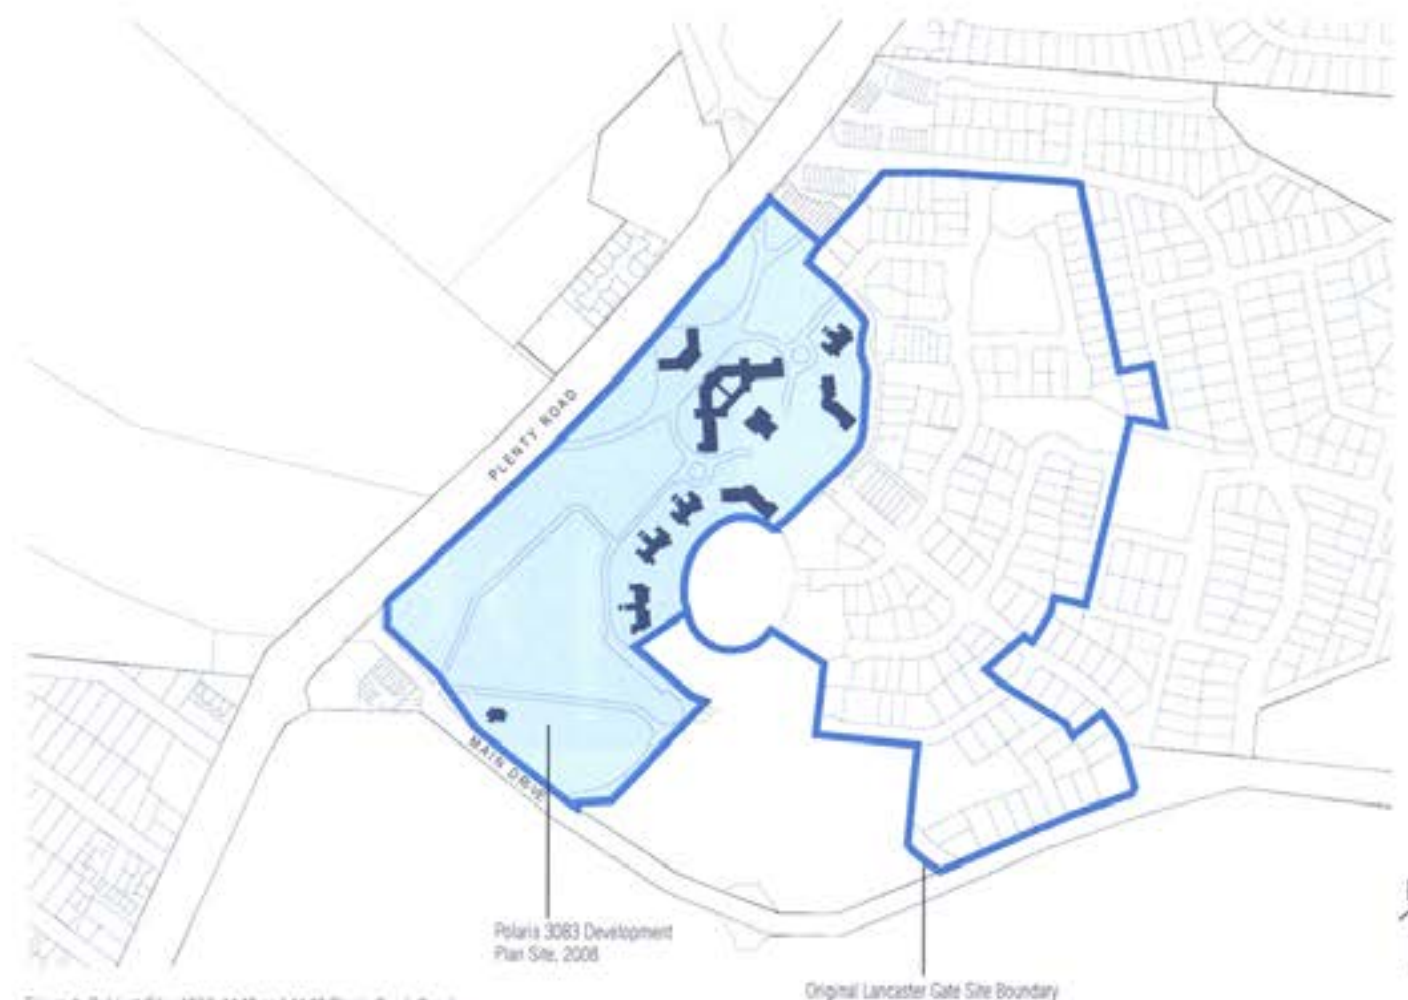 PLENTY ROAD
MAIN DRIVE
Polaris 3083 Development
Plan Site, 2008
Original Lancaster Gate Site Boundary